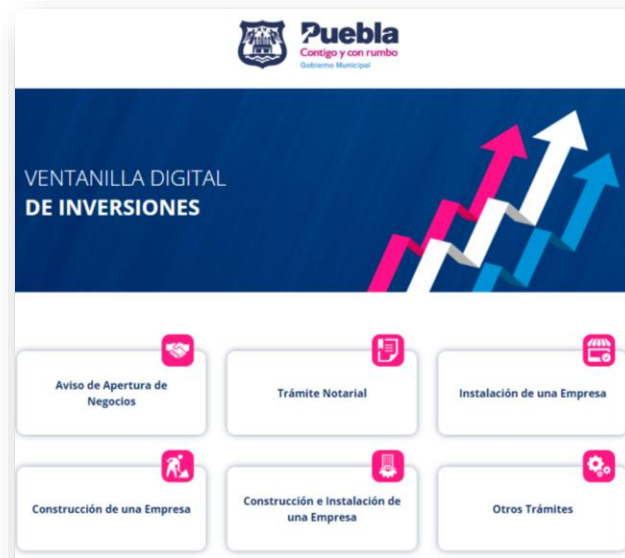 Puebla
Contigo y con rumbo
Gobierno Municipal
VENTANILLA DIGITAL
DE INVERSIONES
Aviso de Apertura de
Negocios
Trámite Notarial
Instalación de una Empresa
Construcción de una Empresa
Construcción e Instalación de
una Empresa
Otros Trámites